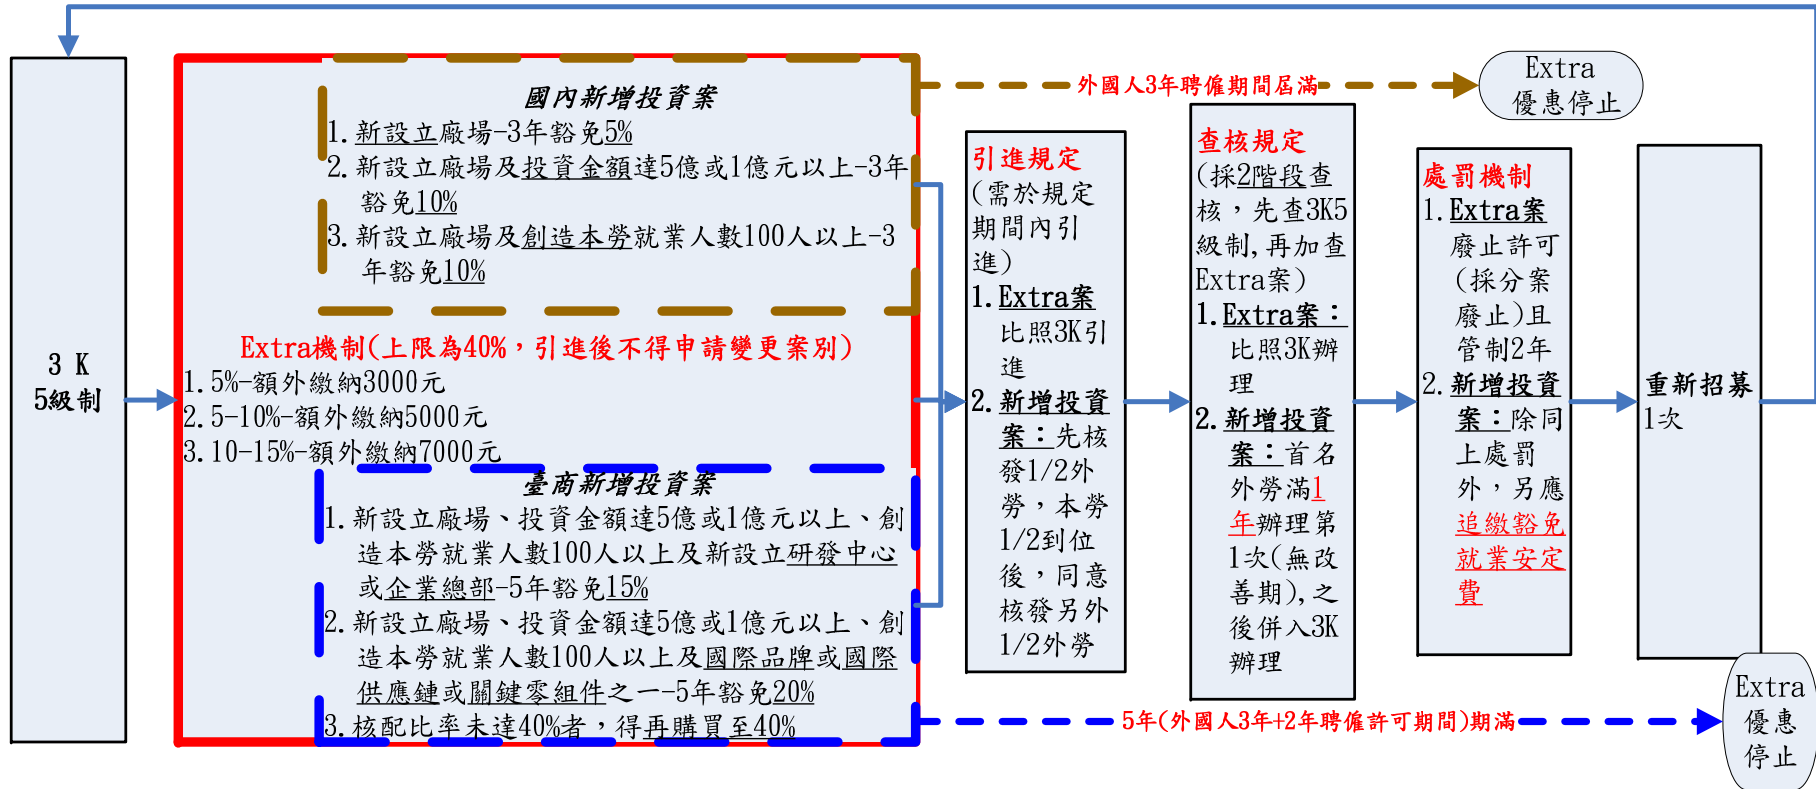 3 K
5級制
國內新增投資案
1. 新設立廠場-3年豁免5%
2. 新設立廠場及投資金額達5億或1億元以上-3年
豁免10%
3. 新設立廠場及創造本勞就業人數100人以上-3
年豁免10%
Extra機制(上限為40%，引進後不得申請變更案別)
1.5%-額外繳納3000元
2.5-10%-額外繳納5000元
3.10-15%-額外繳納7000元
臺商新增投資案
1. 新設立廠場、投資金額達5億或1億元以上、創
造本勞就業人數100人以上及新設立研發中心
或企業總部-5年豁免15%
2. 新設立廠場、投資金額達5億或1億元以上、創
造本勞就業人數100人以上及國際品牌或國際
供應鏈或關鍵零組件之一-5年豁免20%
3. 核配比率未達40%者，得再購買至40%
外國人3年聘僱期間屆滿
Extra
優惠停止
引進規定
(需於規定
期間內引
進)
1. Extra案
比照3K引
進
2. 新增投資
案：先核
發1/2外
勞，本勞
1/2到位
後，同意
核發另外
1/2外勞
查核規定
(採2階段查
核，先查3K5
級制,再加查
Extra案)
1. Extra案：
比照3K辦
理
2. 新增投資
案：首名
外勞滿1
年辦理第
1次(無改
善期),之
後併入3K
辦理
處罰機制
1. Extra案
廢止許可
(採分案
廢止)且
管制2年
2. 新增投資
案：除同
上處罰
外，另應
追繳豁免
就業安定
費
重新招募
1次
5年(外國人3年+2年聘僱許可期間)期滿
Extra
優惠
停止